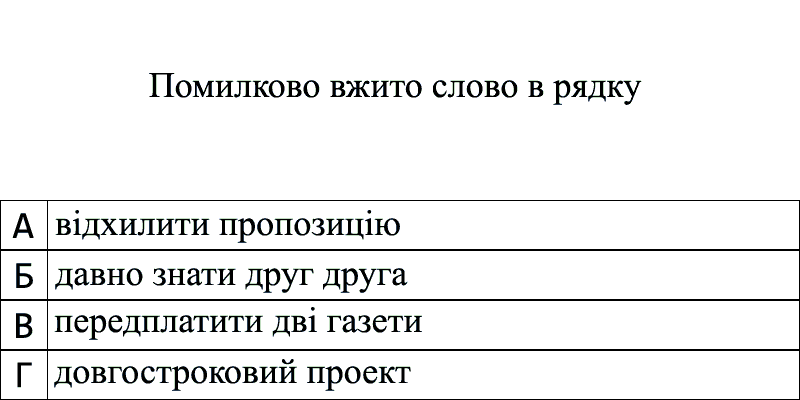 Помилково вжито слово в рядку
А відхилити пропозицію
Б давно знати друг друга
В передплатити дві газети
Г довгостроковий проект